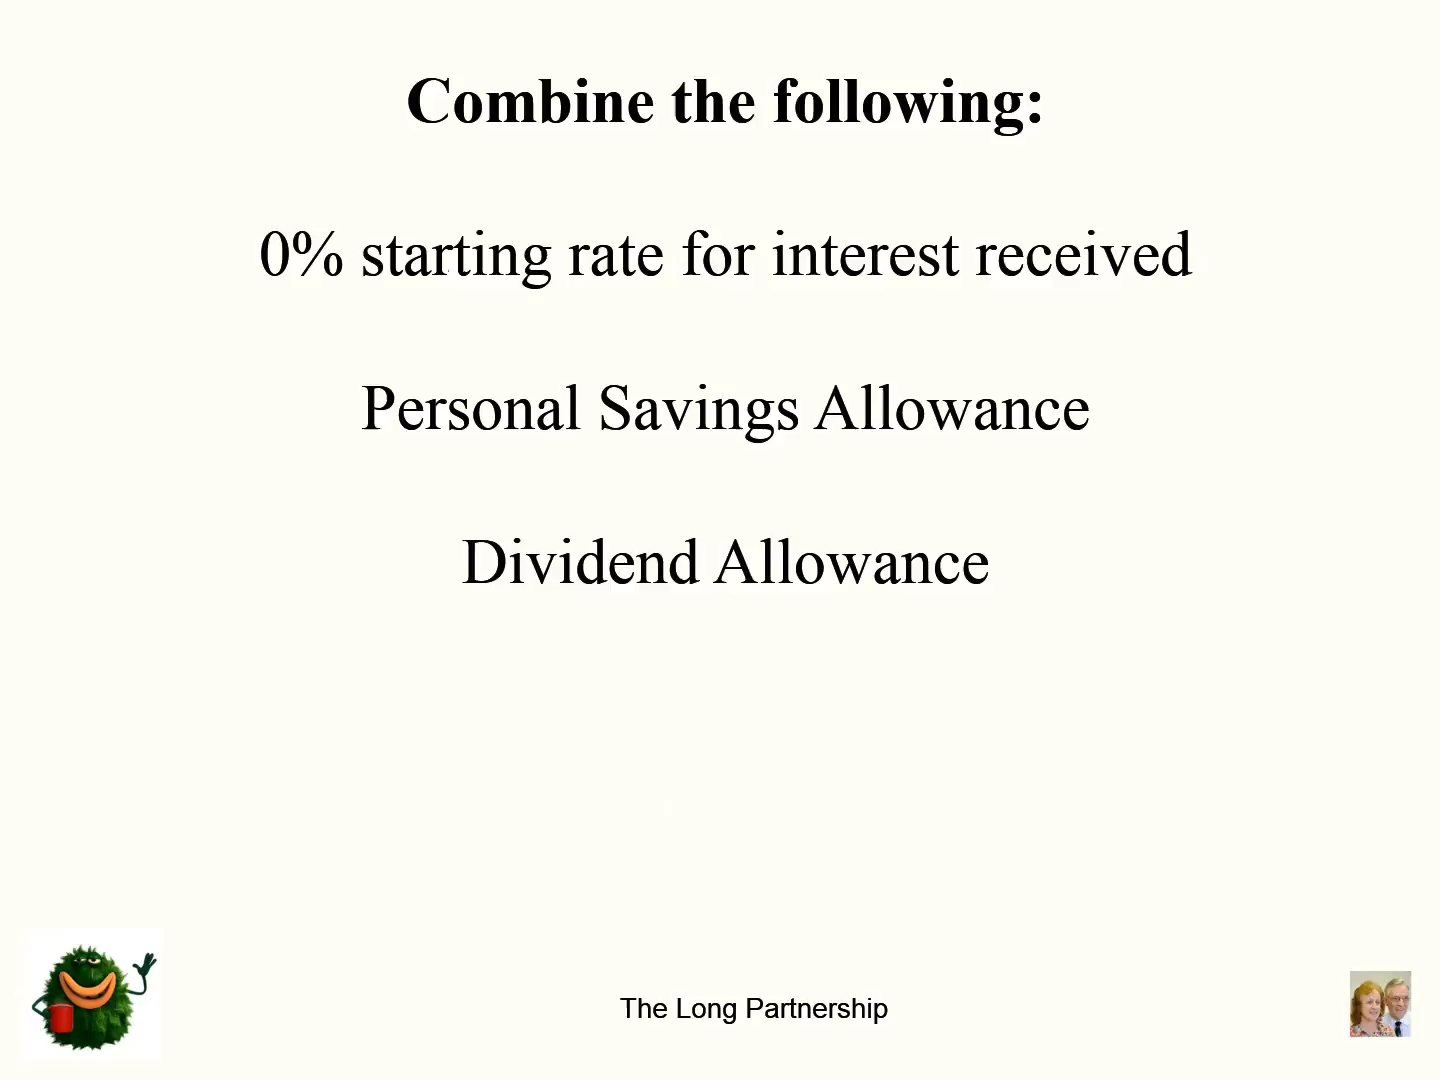 Combine the following:
0% starting rate for interest received
Personal Savings Allowance
Dividend Allowance
The Long Partnership